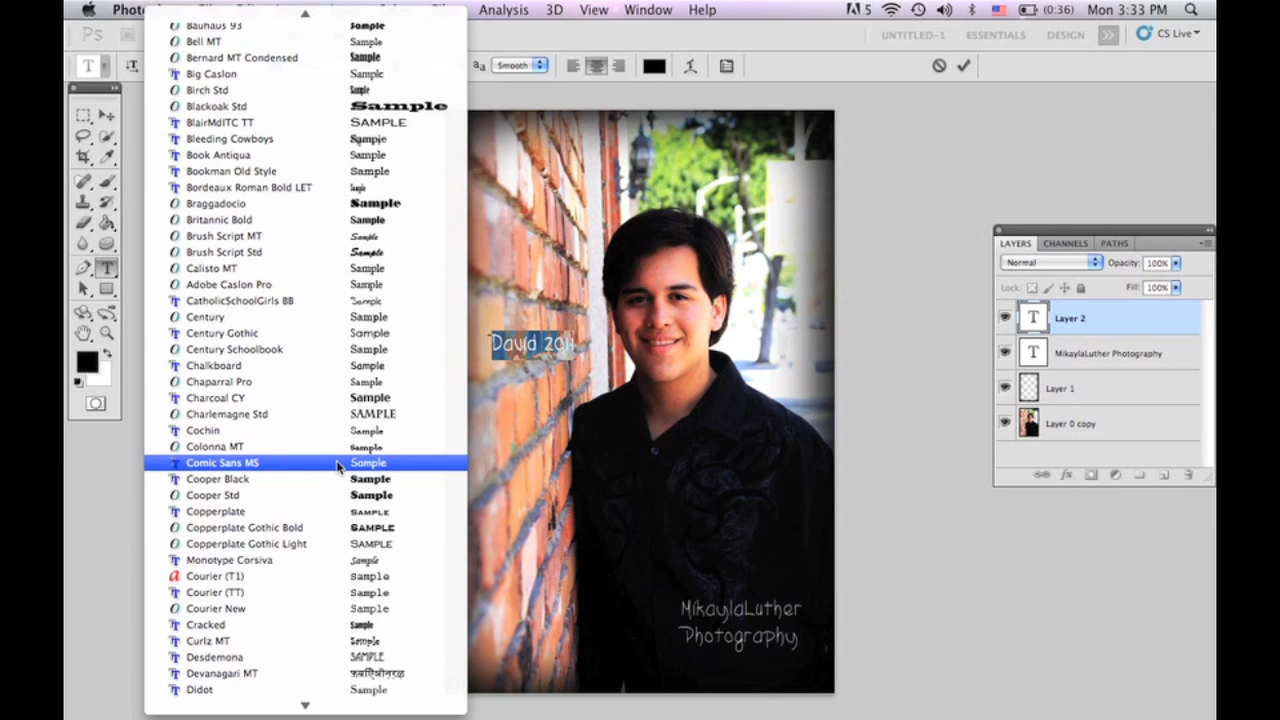 Photo
Analysis 3D View Window Help
5 (0:36) Mon 3:33 PM
Ps
UNTITLED-1 ESSENTIALS DESIGN >> CS Live
T T aa Smooth
Bauhaus 93 Sample
Bell MT Sample
Bernard MT Condensed Sample
Big Caslon Sample
Birch Std Sample
Blackoak Std Sample
BlairMdITC TT SAMPLE
Bleeding Cowboys Sample
Book Antiqua Sample
Bookman Old Style Sample
Bordeaux Roman Bold LET Sample
Braggadocio Sample
Britannic Bold Sample
Brush Script MT Sample
Brush Script Std Sample
Calisto MT Sample
Adobe Caslon Pro Sample
CatholicSchoolGirls BB Sample
Century Sample
Century Gothic Sample
Century Schoolbook Sample
Chalkboard Sample
Chaparral Pro Sample
Charcoal CY Sample
Charlemagne Std SAMPLE
Cochin Sample
Colonna MT Sample
Comic Sans MS Sample
Cooper Black Sample
Cooper Std Sample
Copperplate SAMPLE
Copperplate Gothic Bold SAMPLE
Copperplate Gothic Light SAMPLE
Monotype Corsiva Sample
Courier (T1) Sample
Courier (TT) Sample
Courier New Sample
Cracked Sample
Curlz MT Sample
Desdemona SAMPLE
Devanagari MT
Didot Sample
David 2011
MikaylaLuther
Photography
LAYERS CHANNELS PATHS
Normal Opacity: 100%
Lock: Fill: 100%
T Layer 2
T MikaylaLuther Photography
Layer 1
Layer 0 copy
fx